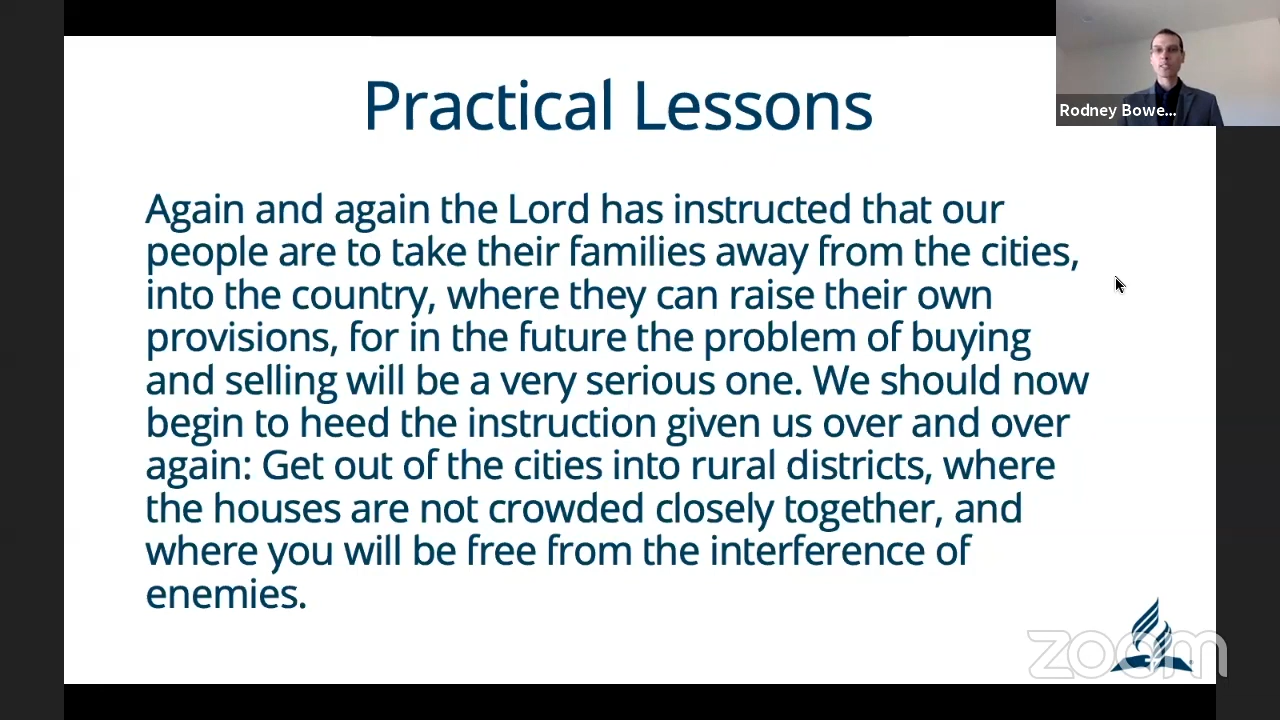 Practical Lessons
Rodney Bowe...
Again and again the Lord has instructed that our
people are to take their families away from the cities,
into the country, where they can raise their own
provisions, for in the future the problem of buying
and selling will be a very serious one. We should now
begin to heed the instruction given us over and over
again: Get out of the cities into rural districts, where
the houses are not crowded closely together, and
where you will be free from the interference of
enemies.
zoom